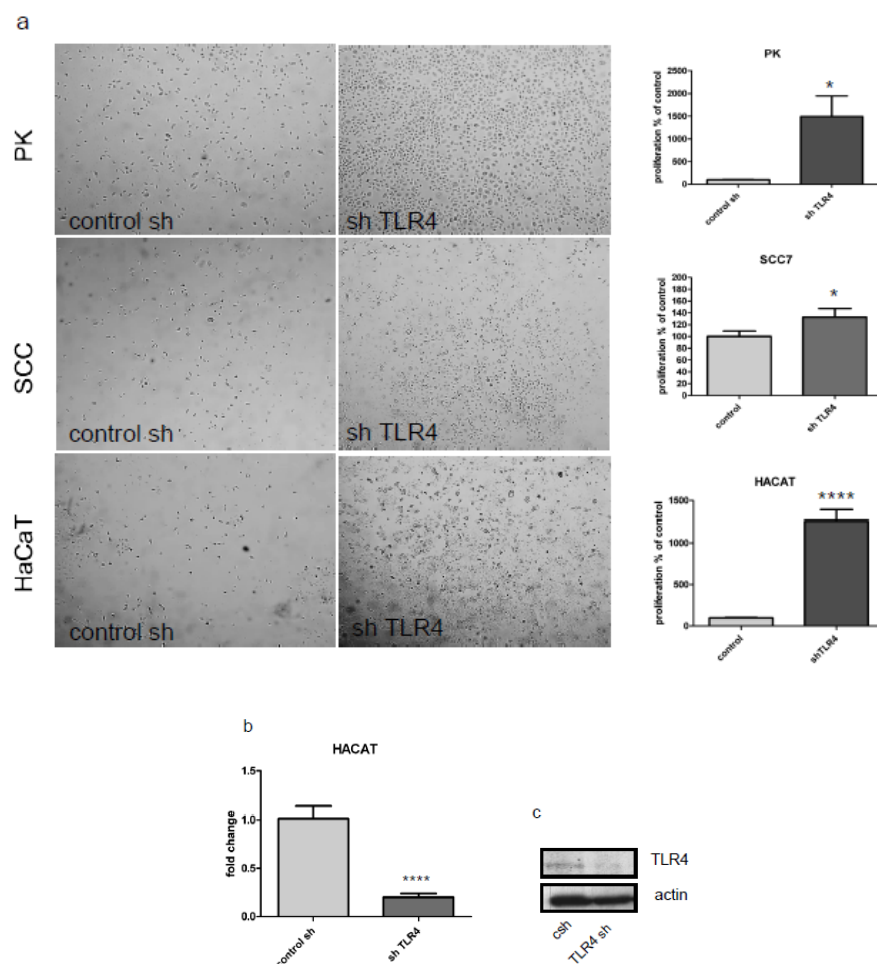 a
PK
control sh
sh TLR4
SCC
control sh
sh TLR4
HaCaT
control sh
sh TLR4
PK
proliferation % of control
2500
2000
1500
1000
500
0
*
control sh
sh TLR4
SCC7
proliferation % of control
200
180
160
140
120
100
80
60
40
20
0
*
control
sh TLR4
HACAT
proliferation % of control
1500
1000
500
0
****
control
shTLR4
b
HACAT
fold change
1.5
1.0
0.5
0.0
****
control sh
sh TLR4
c
TLR4
actin
csh
TLR4 sh